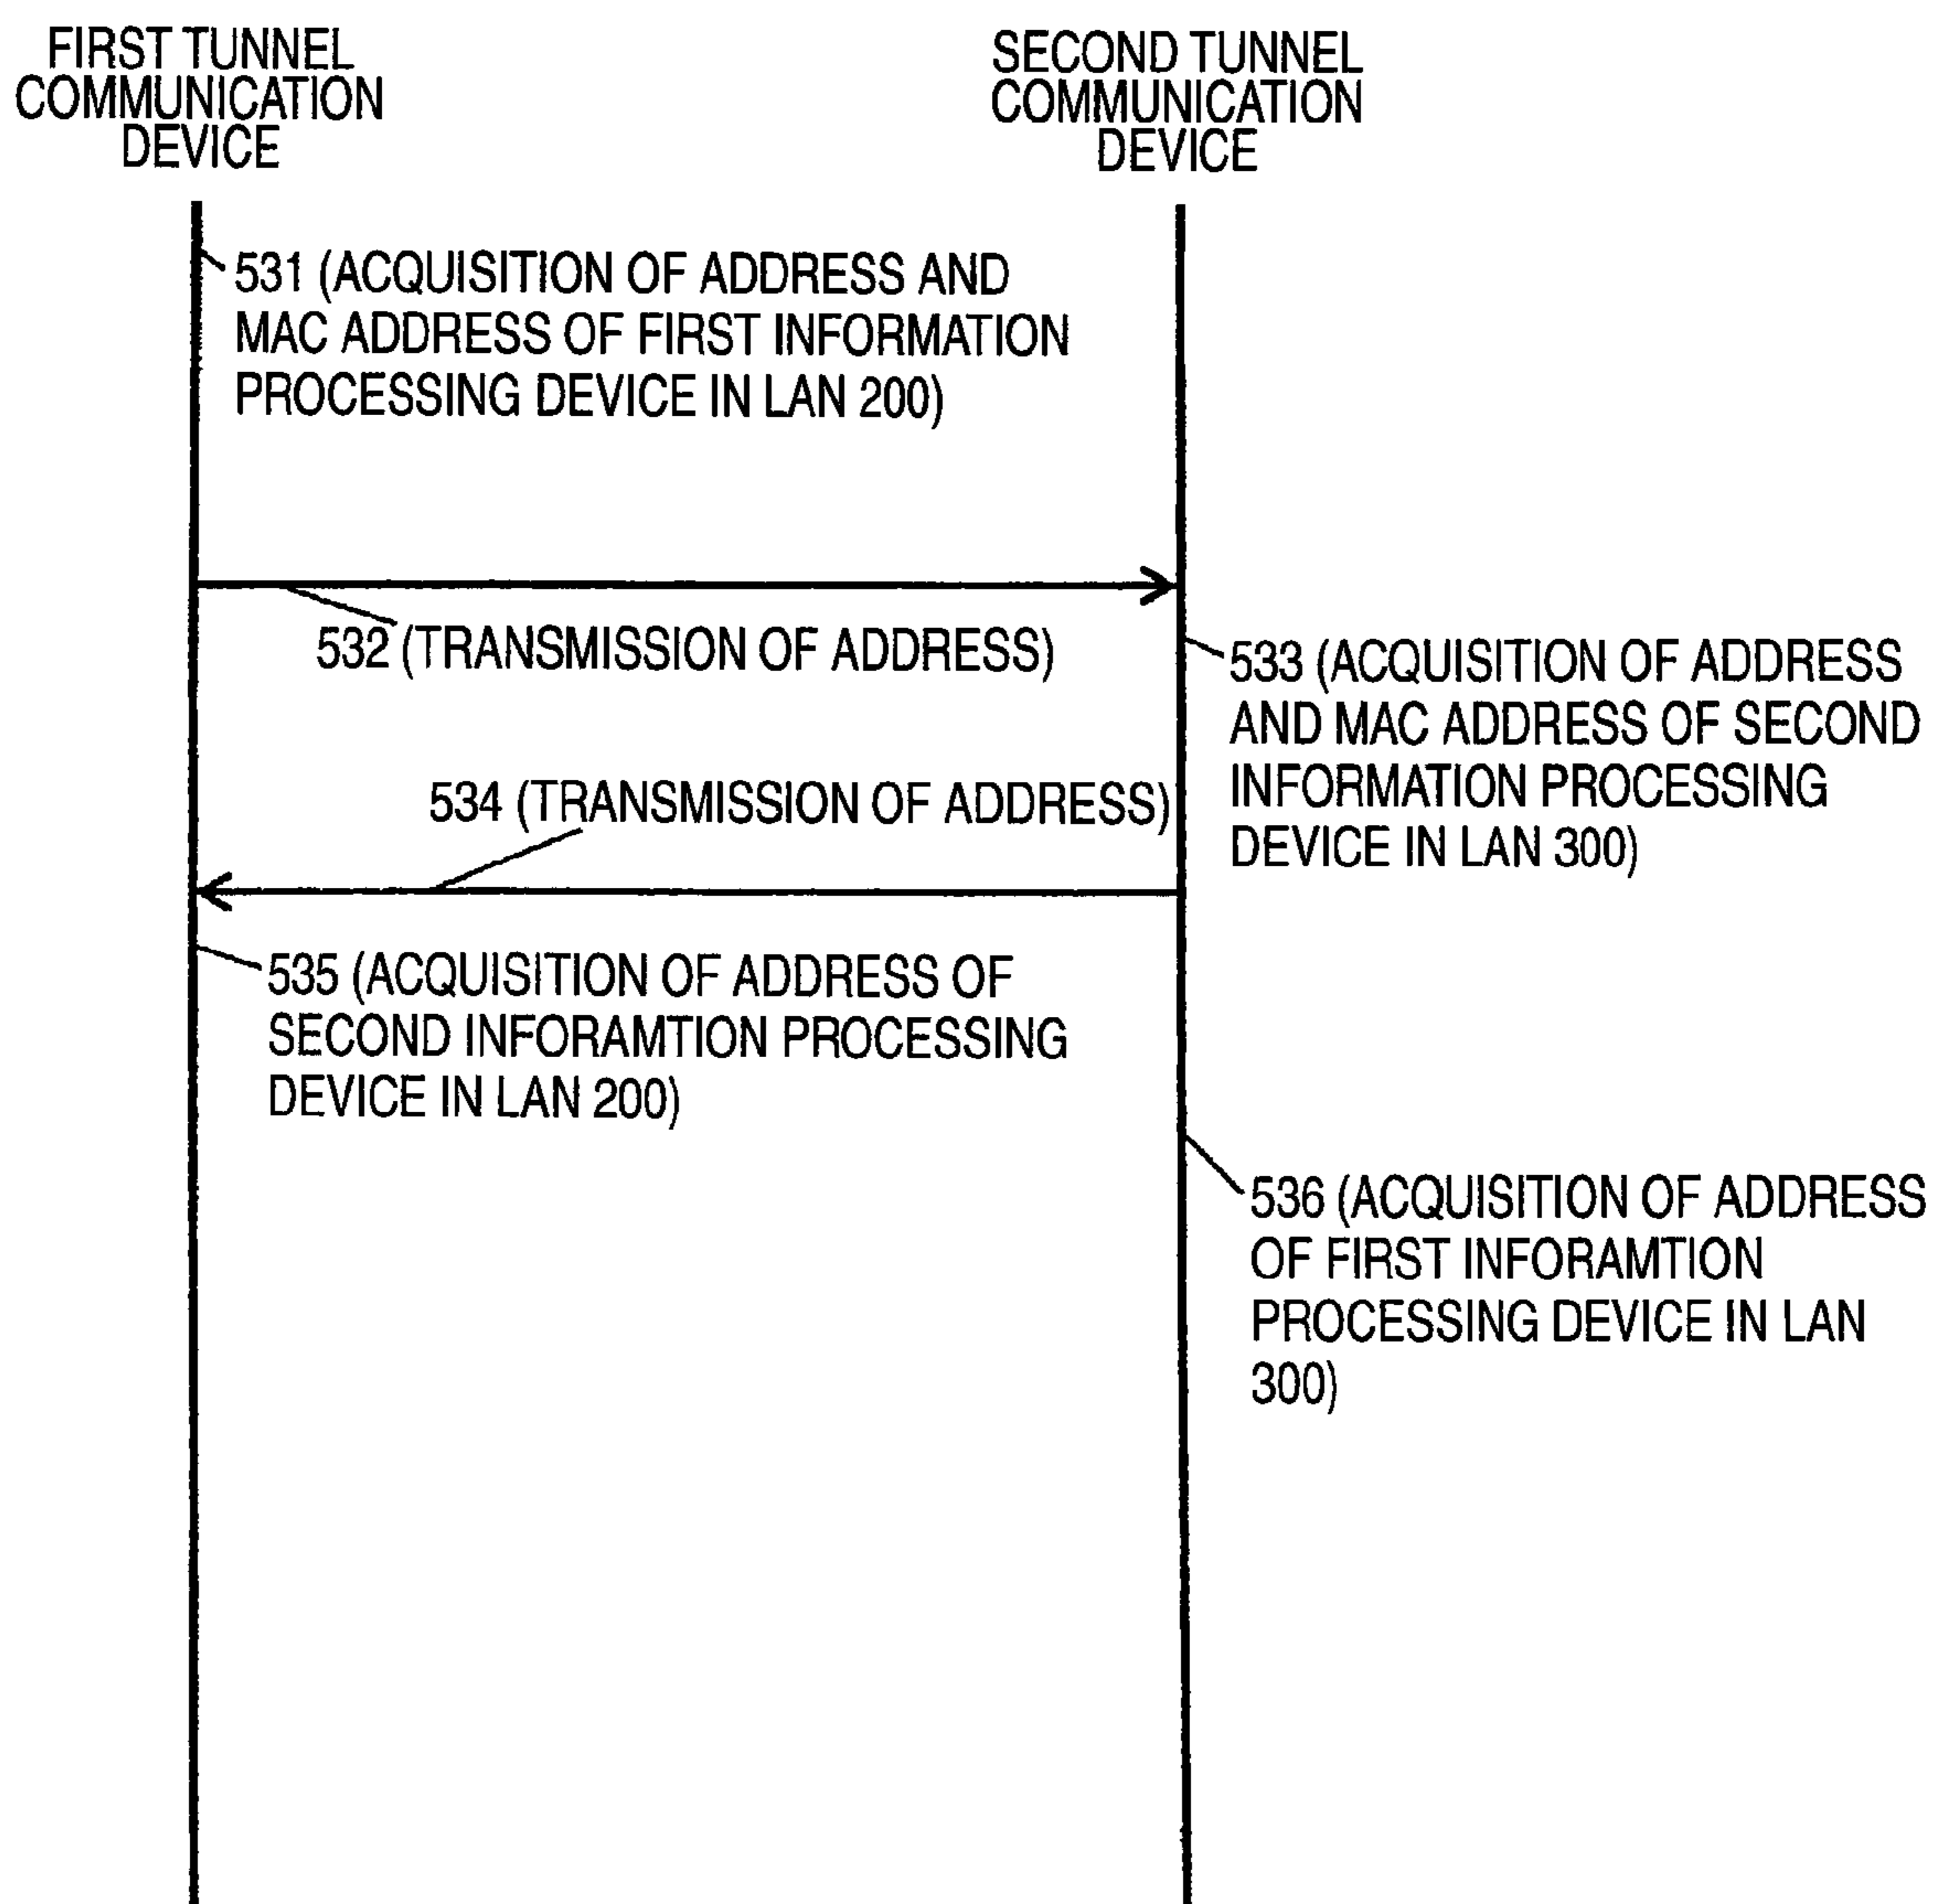 FIRST TUNNEL
COMMUNICATION
DEVICE
SECOND TUNNEL
COMMUNICATION
DEVICE
531 (ACQUISITION OF ADDRESS AND
MAC ADDRESS OF FIRST INFORMATION
PROCESSING DEVICE IN LAN 200)
532 (TRANSMISSION OF ADDRESS)
533 (ACQUISITION OF ADDRESS
AND MAC ADDRESS OF SECOND
INFORMATION PROCESSING
DEVICE IN LAN 300)
534 (TRANSMISSION OF ADDRESS)
535 (ACQUISITION OF ADDRESS OF
SECOND INFORAMTION PROCESSING
DEVICE IN LAN 200)
536 (ACQUISITION OF ADDRESS
OF FIRST INFORAMTION
PROCESSING DEVICE IN LAN
300)